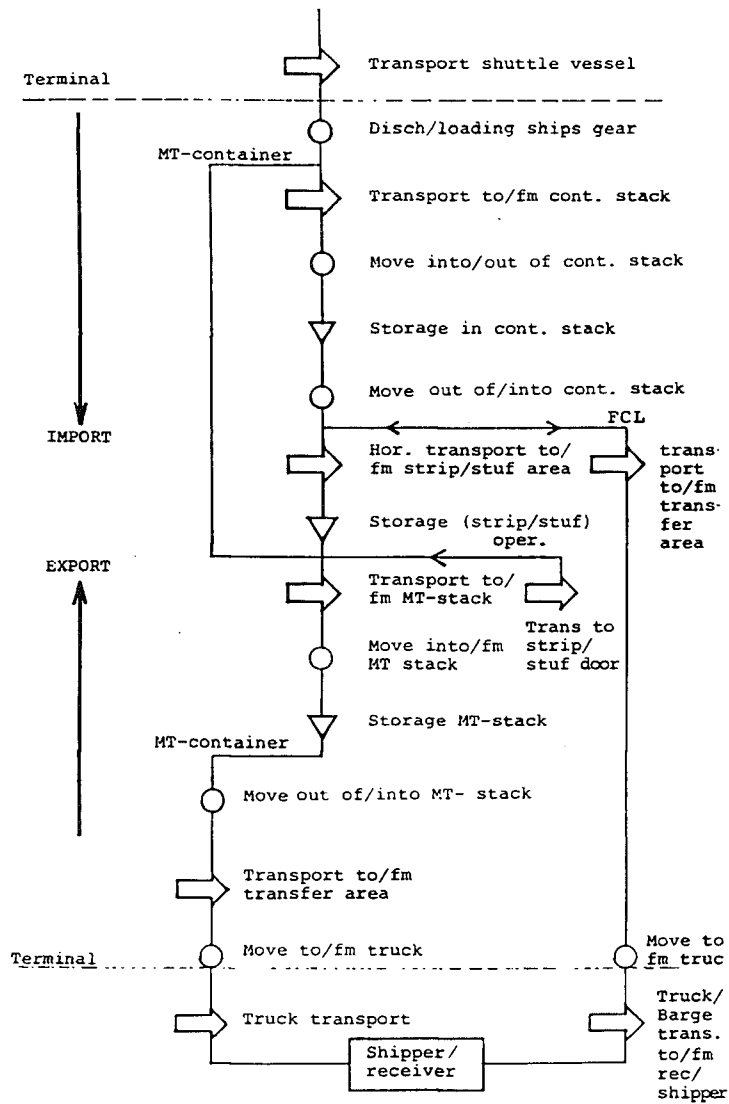 Transport shuttle vessel
Terminal
Disch/loading ships gear
MT-container
Transport to/fm cont. stack
Move into/out of cont. stack
Storage in cont. stack
Move out of/into cont. stack
FCL
IMPORT
Hor. transport to/
fm strip/stuf area
trans-
port
to/fm
trans-
fer
area
Storage (strip/stuf)
oper.
EXPORT
Transport to/
fm MT-stack
Trans to
strip/
stuf door
Move into/fm
MT stack
Storage MT-stack
MT-container
Move out of/into MT- stack
Transport to/fm
transfer area
Move to/fm truck
Move to
fm truc
Terminal
Truck transport
Truck/
Barge
trans.
to/fm
rec/
shipper
Shipper/
receiver